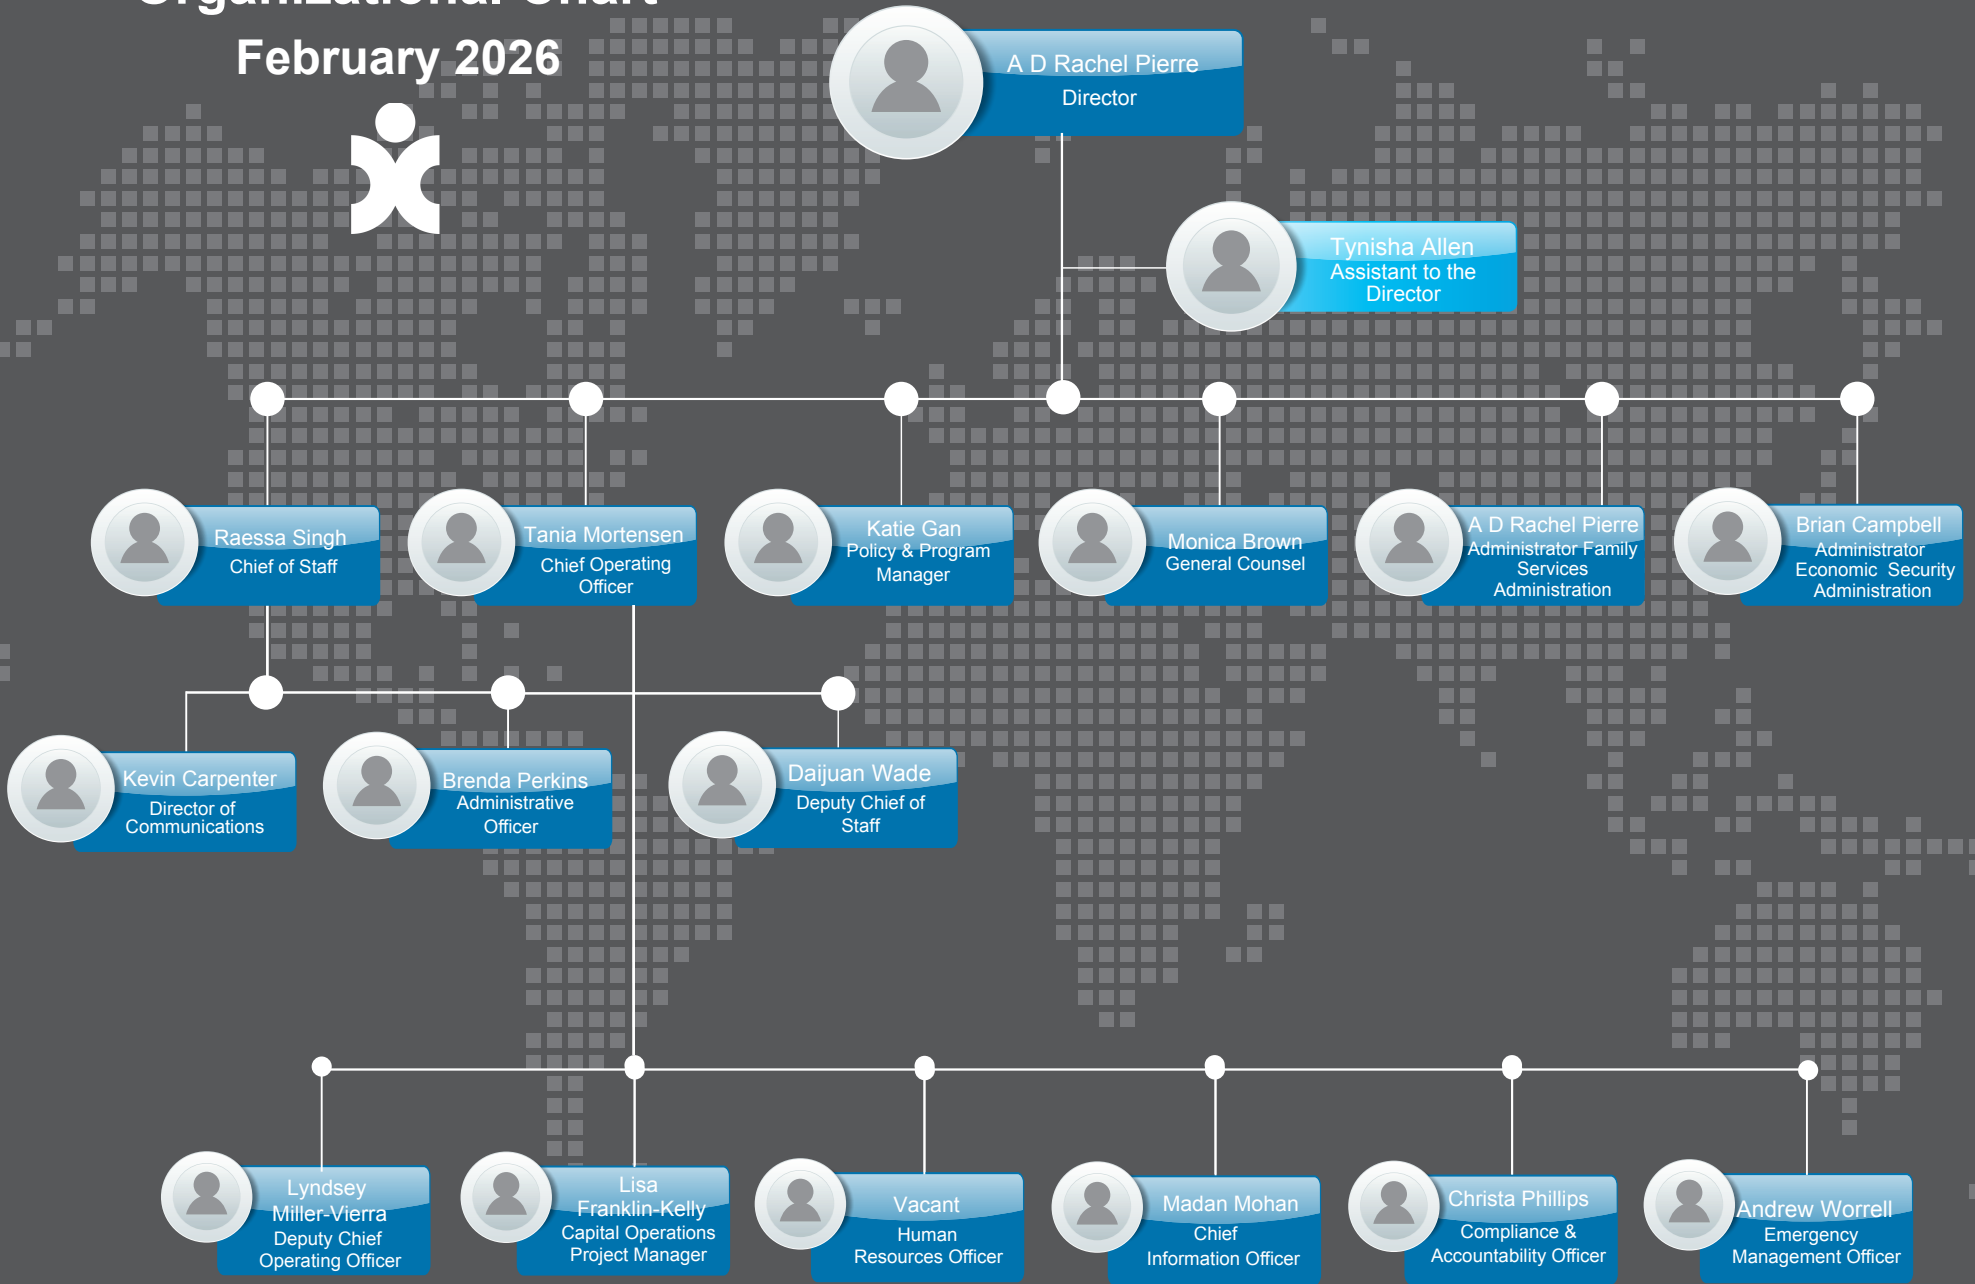 Organizational Chart
February 2026
A D Rachel Pierre
Director
Tynisha Allen
Assistant to the
Director
Raessa Singh
Chief of Staff
Tania Mortensen
Chief Operating
Officer
Katie Gan
Policy & Program
Manager
Monica Brown
General Counsel
A D Rachel Pierre
Administrator Family
Services
Administration
Brian Campbell
Administrator
Economic Security
Administration
Kevin Carpenter
Director of
Communications
Brenda Perkins
Administrative
Officer
Daijuan Wade
Deputy Chief of
Staff
Lyndsey
Miller-Vierra
Deputy Chief
Operating Officer
Lisa
Franklin-Kelly
Capital Operations
Project Manager
Vacant
Human
Resources Officer
Madan Mohan
Chief
Information Officer
Christa Phillips
Compliance &
Accountability Officer
Andrew Worrell
Emergency
Management Officer